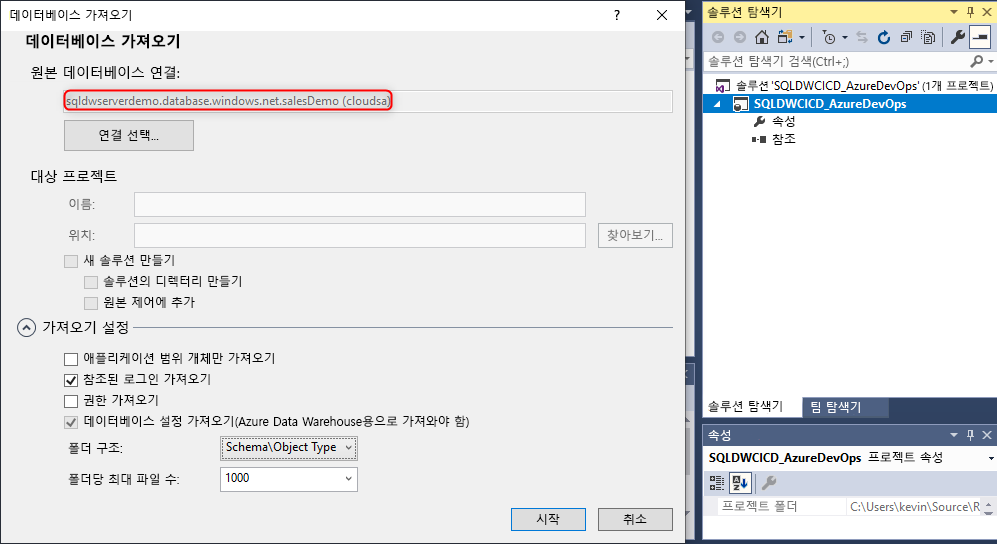 데이터베이스 가져오기
데이터베이스 가져오기
원본 데이터베이스 연결:
sqldwserverdemo.database.windows.net.salesDemo (cloudsa)
연결 선택...
대상 프로젝트
이름:
위치:
찾아보기...
새 솔루션 만들기
솔루션의 디렉터리 만들기
원본 제어에 추가
가져오기 설정
애플리케이션 범위 개체만 가져오기
참조된 로그인 가져오기
권한 가져오기
데이터베이스 설정 가져오기(Azure Data Warehouse용으로 가져와야 함)
폴더 구조: Schema\Object Type
폴더당 최대 파일 수: 1000
시작 취소
솔루션 탐색기
솔루션 탐색기 검색(Ctrl+;)
솔루션 'SQLDWCICD_AzureDevOps' (1개 프로젝트)
SQLDWCICD_AzureDevOps
속성
참조
솔루션 탐색기 팀 탐색기
속성
SQLDWCICD_AzureDevOps 프로젝트 속성
프로젝트 폴더 C:\Users\kevin\Source\R